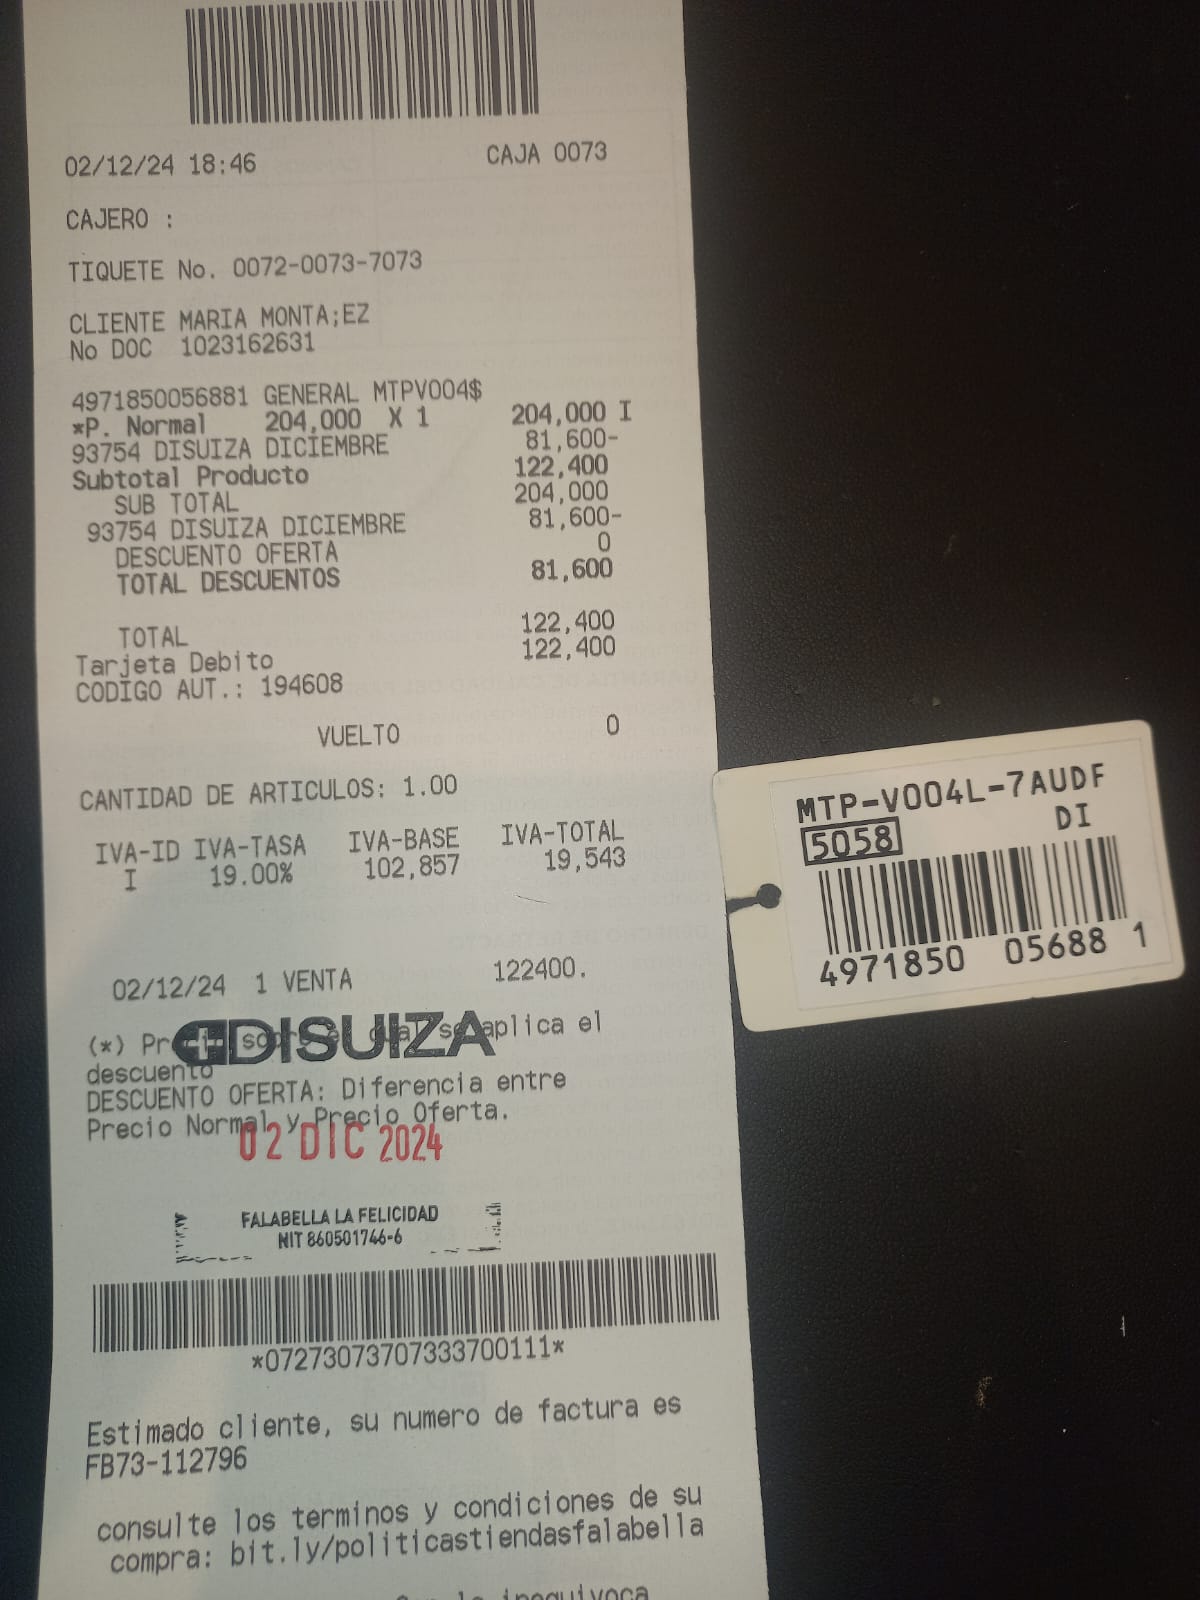 02/12/24 18:46 CAJA 0073
CAJERO :
TIQUETE No. 0072-0073-7073
CLIENTE MARIA MONTA;EZ
No DOC 1023162631
4971850056881 GENERAL MTPV004$
*P. Normal 204,000 X 1 204,000 I
93754 DISUIZA DICIEMBRE 81,600-
Subtotal Producto 122,400
SUB TOTAL 204,000
93754 DISUIZA DICIEMBRE 81,600-
DESCUENTO OFERTA 0
TOTAL DESCUENTOS 81,600
TOTAL 122,400
Tarjeta Debito 122,400
CODIGO AUT.: 194608
VUELTO 0
CANTIDAD DE ARTICULOS: 1.00
IVA-ID IVA-TASA IVA-BASE IVA-TOTAL
I 19.00% 102,857 19,543
02/12/24 1 VENTA 122400.
(*) Precio sobre el cual se aplica el
DISUIZA
descuento
DESCUENTO OFERTA: Diferencia entre
Precio Normal y Precio Oferta.
02 DIC 2024
FALABELLA LA FELICIDAD
NIT 860501746-6
*07273073707333700111*
Estimado cliente, su numero de factura es
FB73-112796
consulte los terminos y condiciones de su
compra: bit.ly/politicastiendasfalabella
inequivoca
MTP-V004L-7AUDF
5058 DI
4971850 05688 1